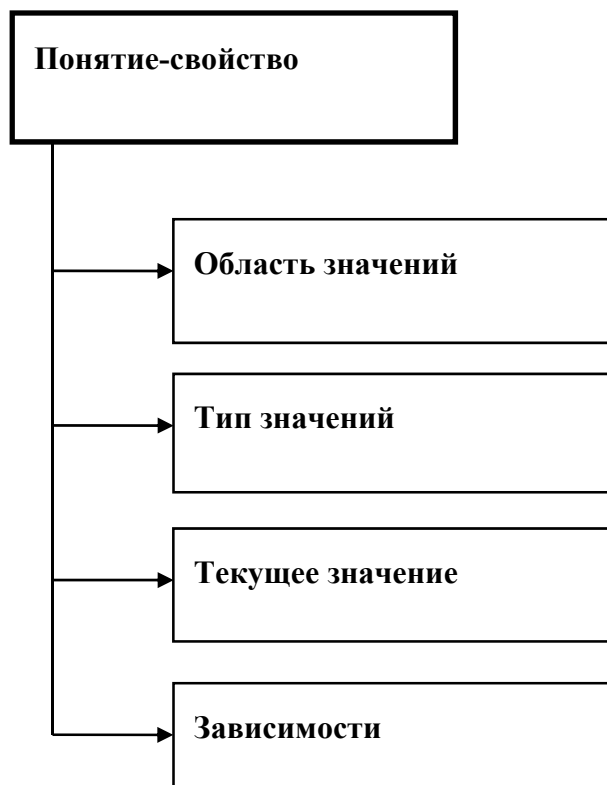 Понятие-свойство
Область значений
Тип значений
Текущее значение
Зависимости